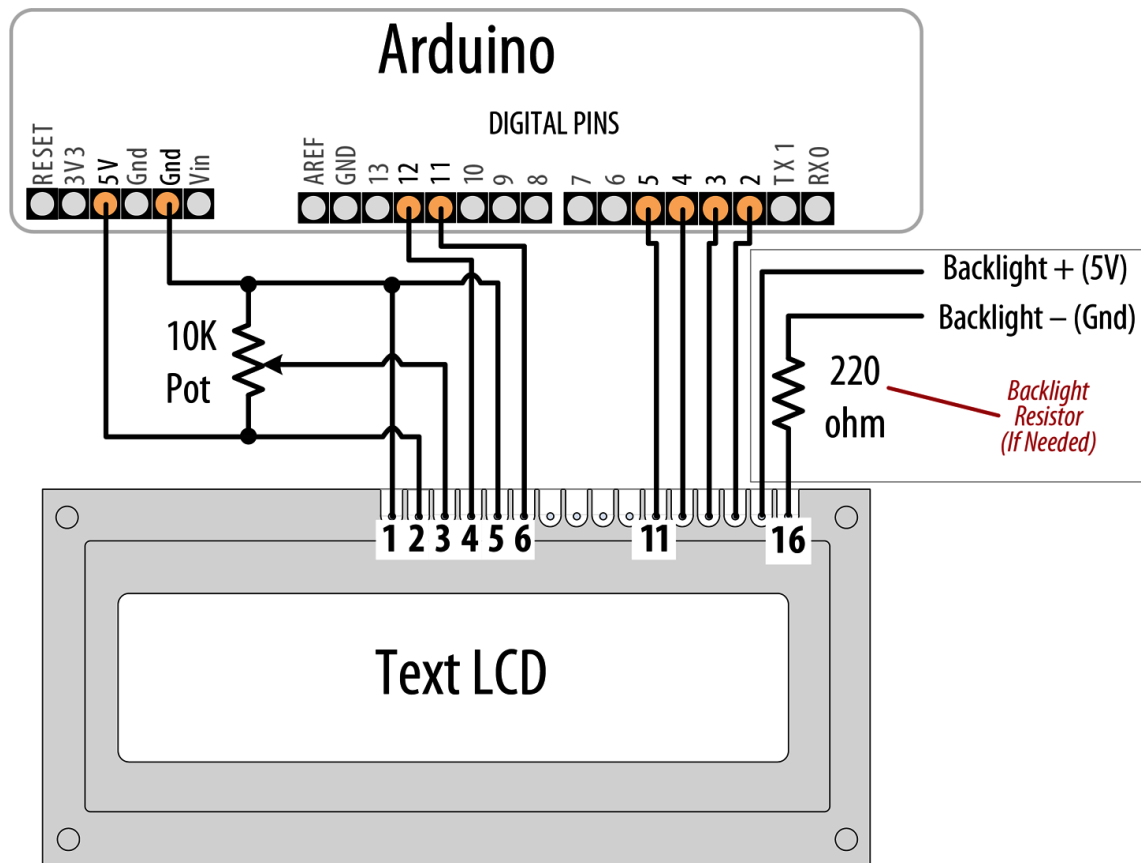 Arduino
DIGITAL PINS
RESET
3V3
5V
Gnd
Gnd
Vin
AREF
GND
13
12
11
10
9
8
7
6
5
4
3
2
TX 1
RX 0
Backlight + (5V)
Backlight – (Gnd)
10K
Pot
220
ohm
Backlight
Resistor
(If Needed)
1 2 3 4 5 6 11 16
Text LCD